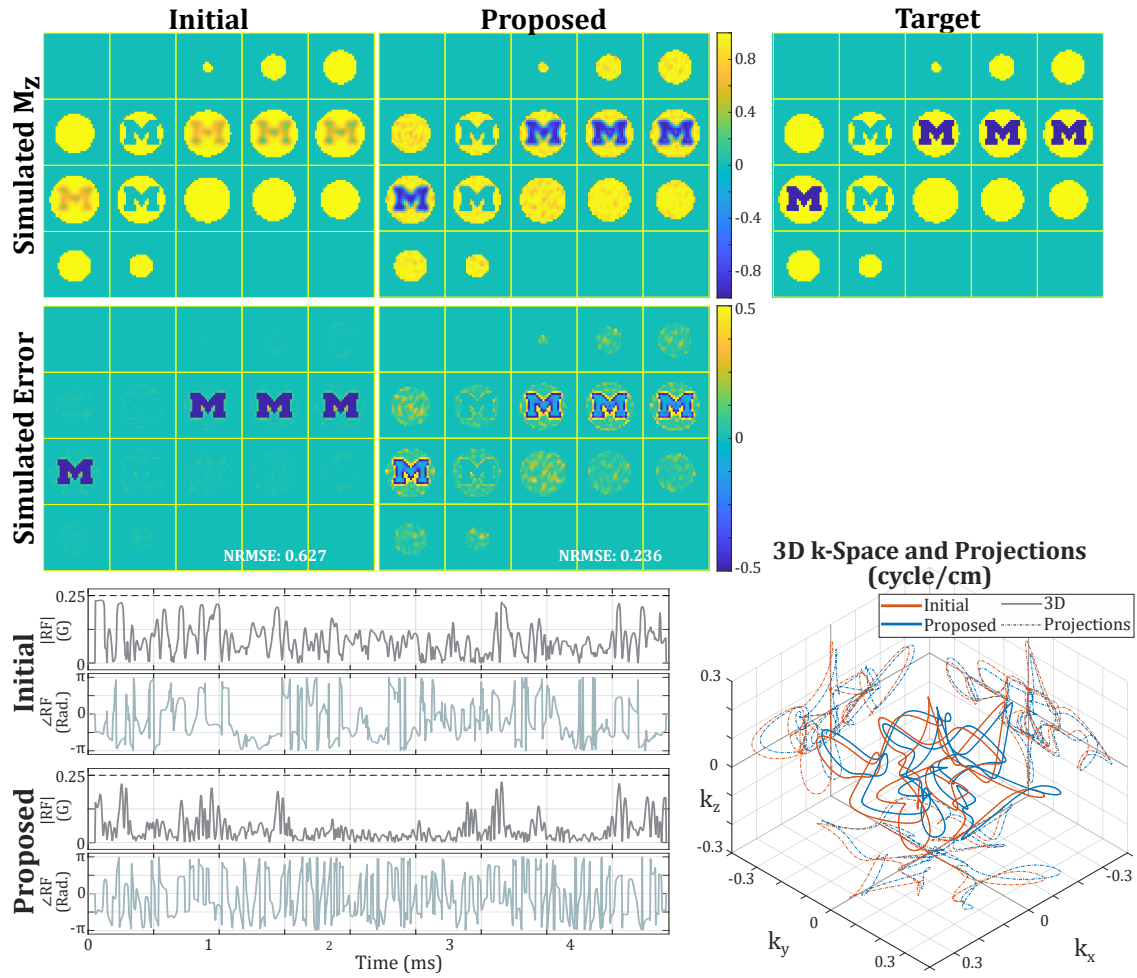 Initial
Proposed
Target
Simulated M_z
0.8
0.4
0
-0.4
-0.8
Simulated Error
0.5
0
-0.5
NRMSE: 0.627
NRMSE: 0.236
Initial
|RF|
(G)
0.25
0
∠RF
(Rad.)
π
0
-π
Proposed
|RF|
(G)
0.25
0
∠RF
(Rad.)
π
0
-π
0
1
2
3
4
Time (ms)
3D k-Space and Projections
(cycle/cm)
Initial
3D
Proposed
Projections
0.3
0
k_z
-0.3
-0.3
0
0.3
k_y
-0.3
0
0.3
k_x